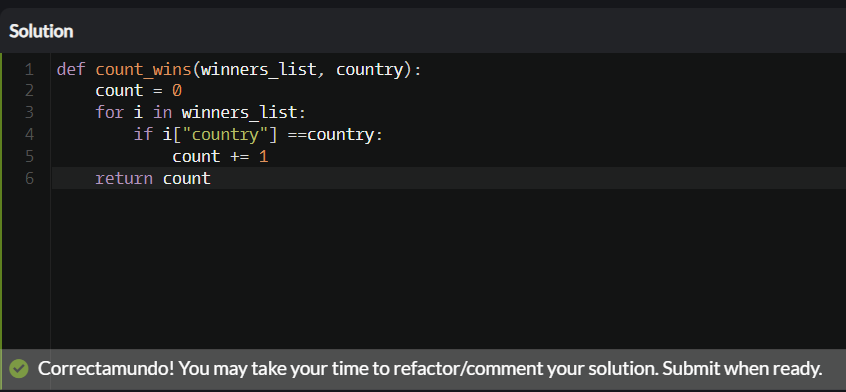 Solution
1 def count_wins(winners_list, country):
2     count = 0
3     for i in winners_list:
4         if i["country"] ==country:
5             count += 1
6     return count
Correctamundo! You may take your time to refactor/comment your solution. Submit when ready.